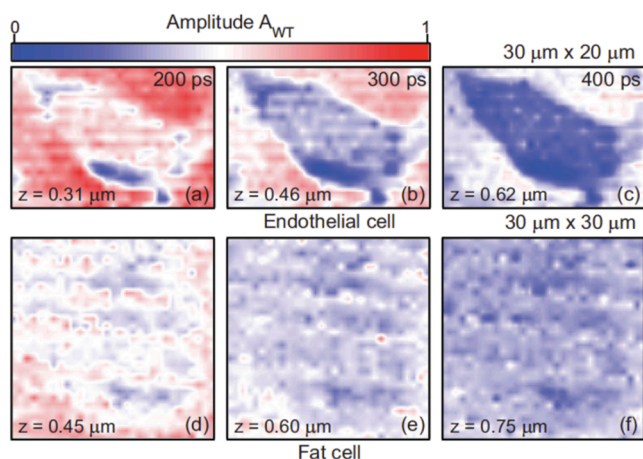 0 Amplitude A_WT 1
30 μm x 20 μm
200 ps 300 ps 400 ps
z = 0.31 μm (a) z = 0.46 μm (b) z = 0.62 μm (c)
Endothelial cell 30 μm x 30 μm
z = 0.45 μm (d) z = 0.60 μm (e) z = 0.75 μm (f)
Fat cell